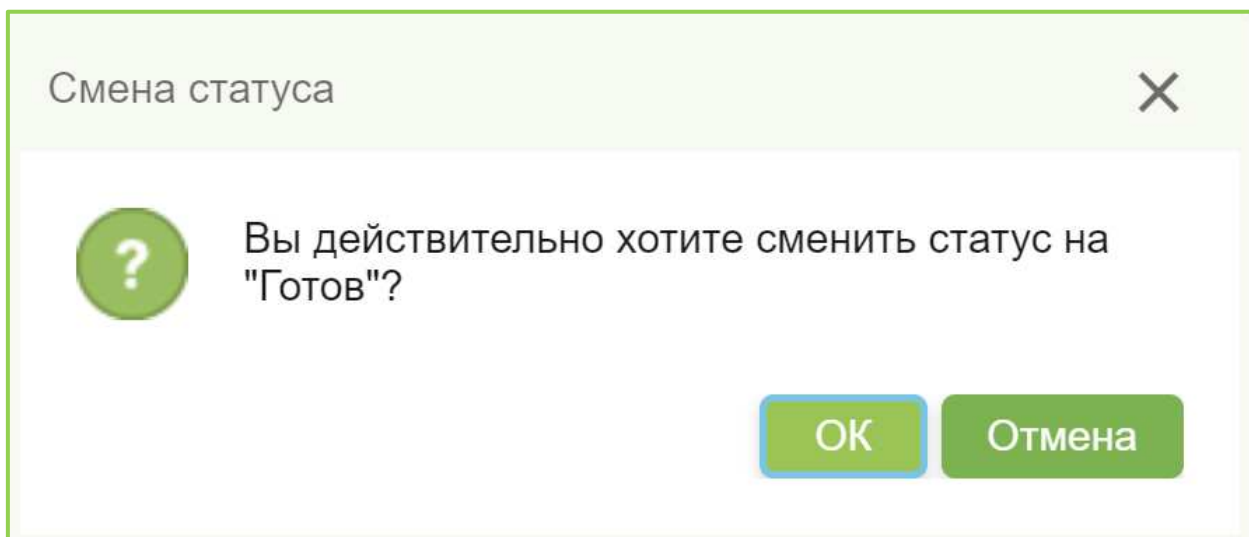 Смена статуса
?
Вы действительно хотите сменить статус на
"Готов"?
ОК
Отмена